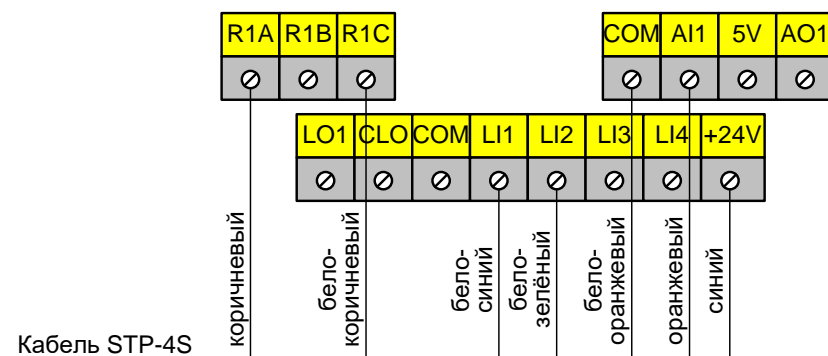 R1A R1B R1C COM AI1 5V AO1
LO1 CLO COM LI1 LI2 LI3 LI4 +24V
коричневый
бело-
коричневый
бело-
синий
бело-
зелёный
бело-
оранжевый
оранжевый
синий
Кабель STP-4S